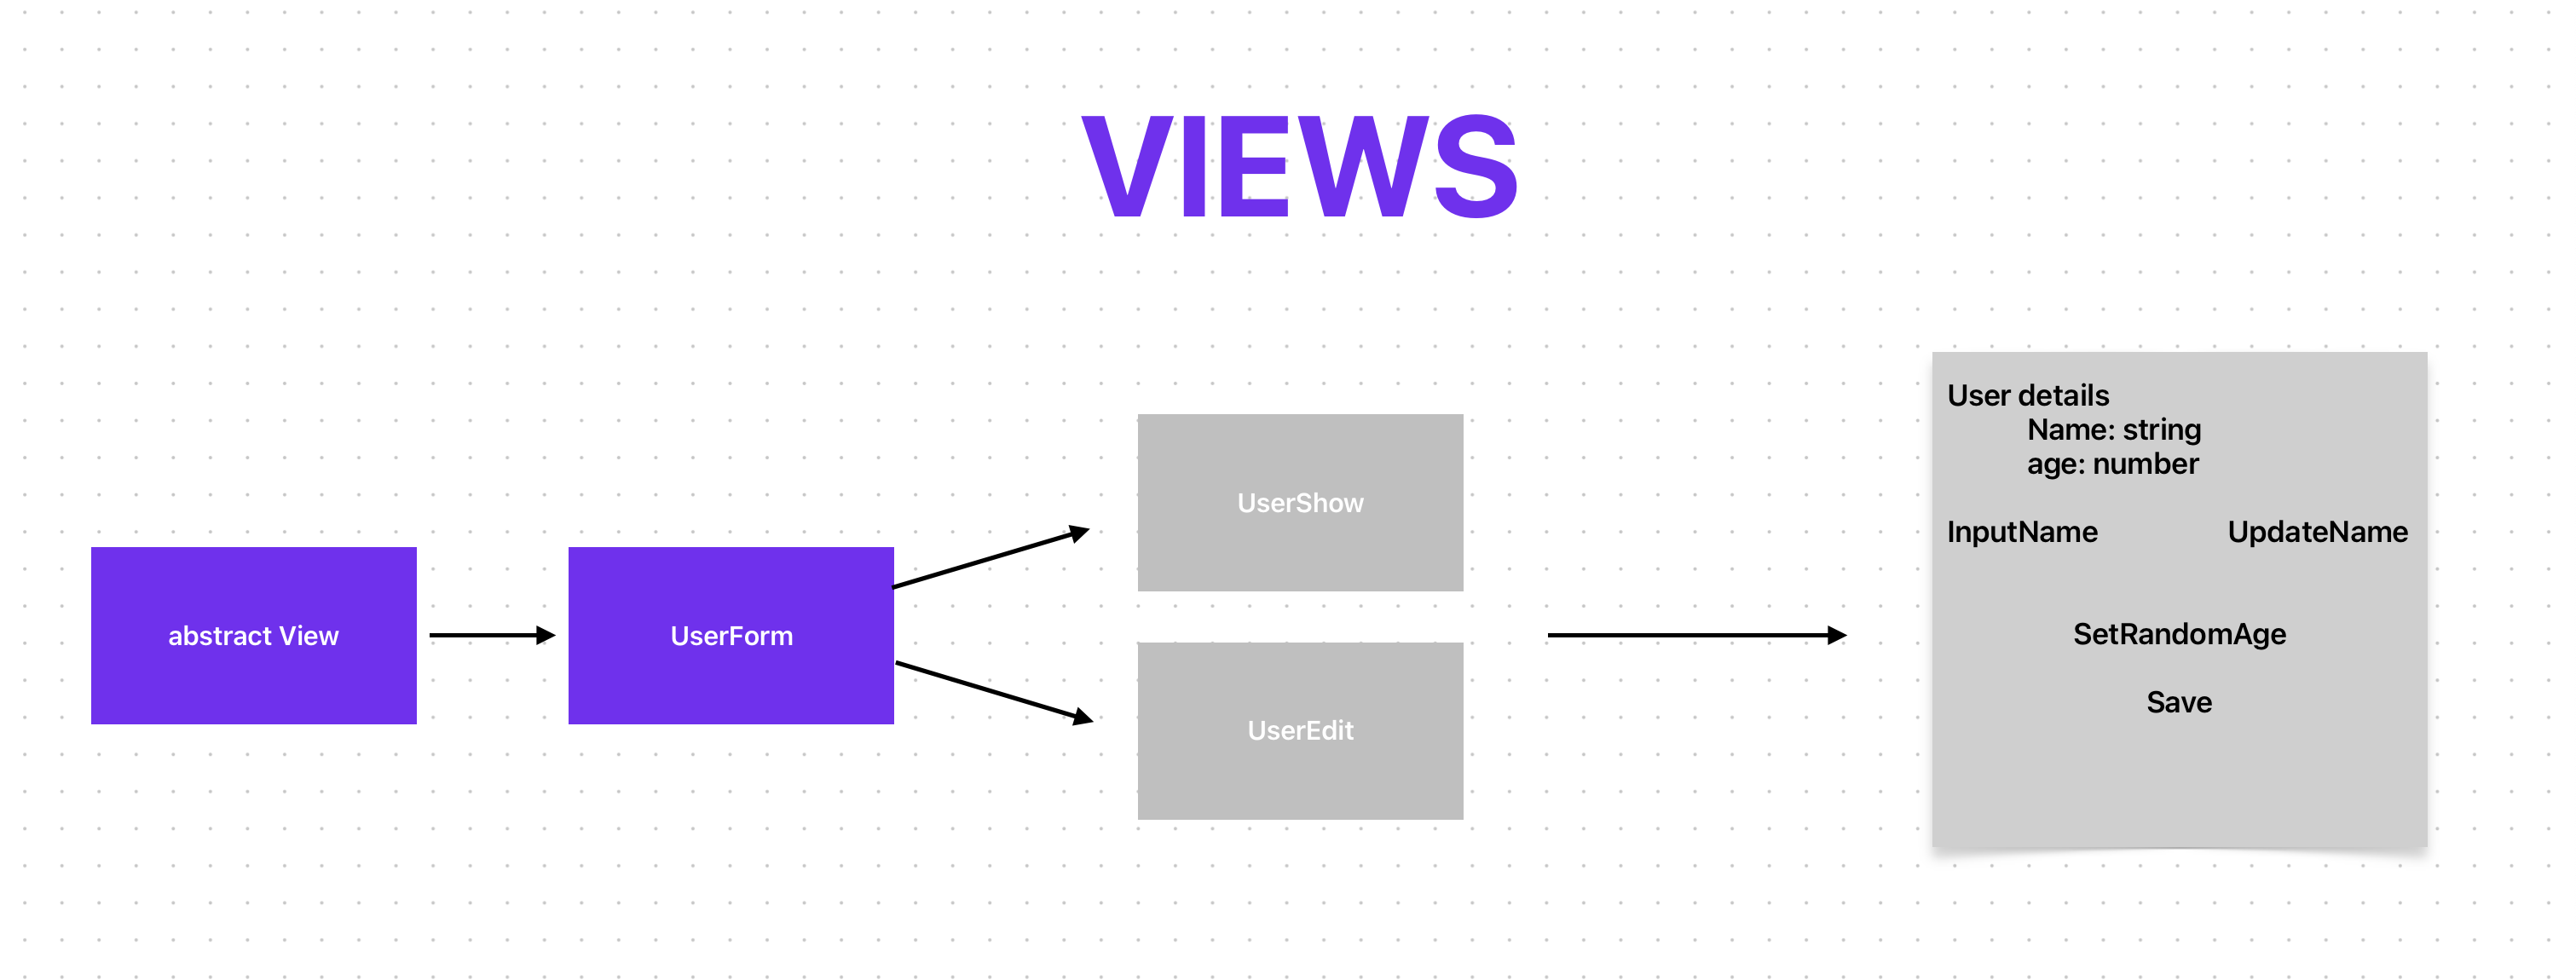 VIEWS
abstract View
UserForm
UserShow
UserEdit
User details
Name: string
age: number
InputName UpdateName
SetRandomAge
Save